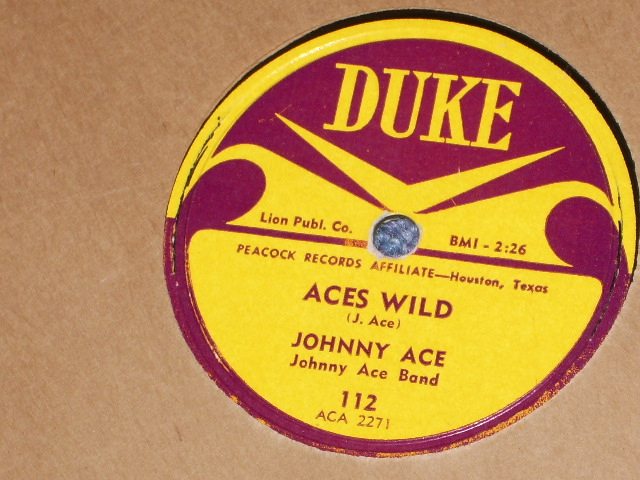 DUKE
Lion Publ. Co.
BMI - 2:26
PEACOCK RECORDS AFFILIATE—Houston, Texas
ACES WILD
(J. Ace)
JOHNNY ACE
Johnny Ace Band
112
ACA 2271